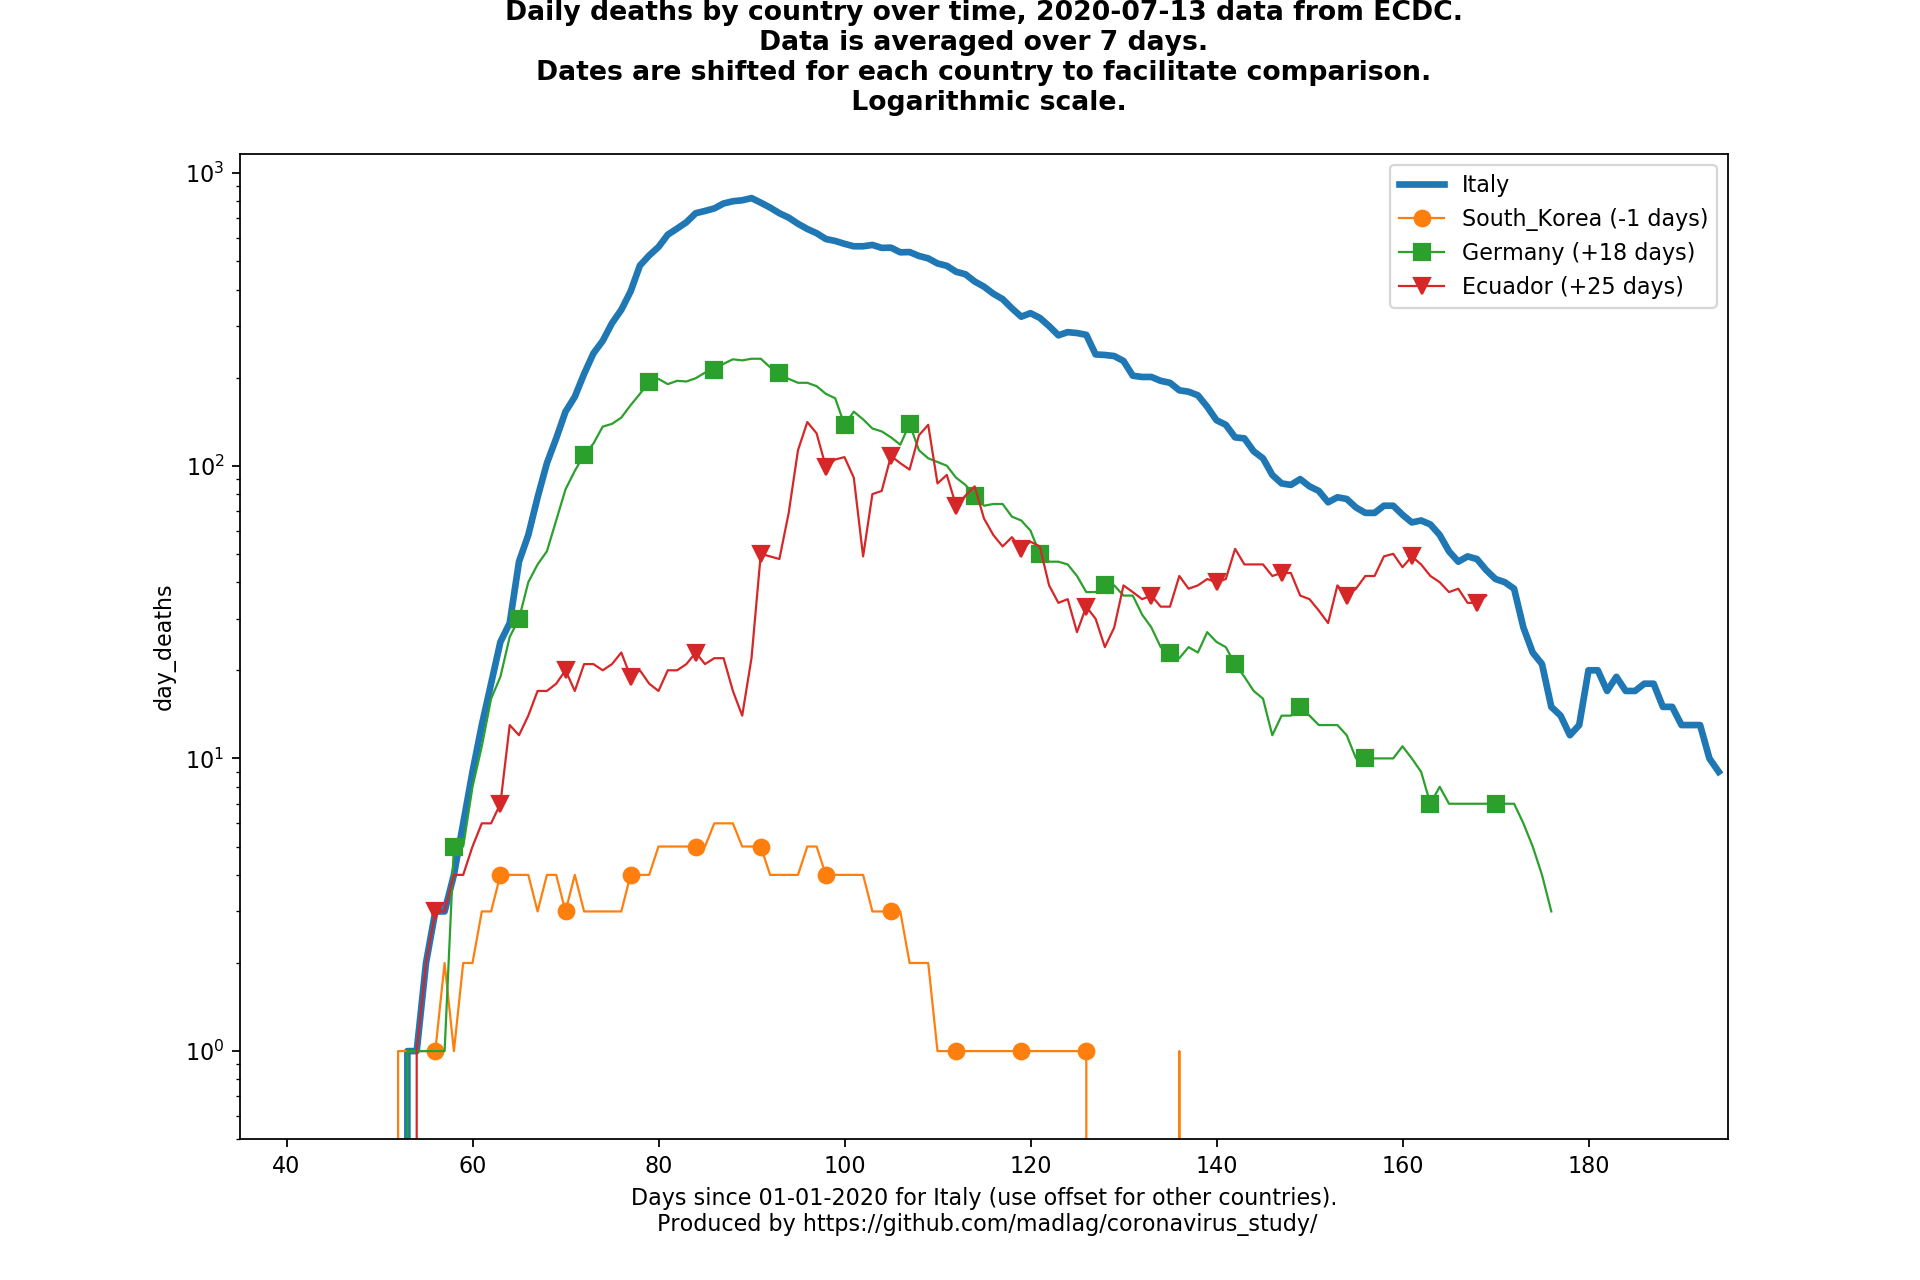 Daily deaths by country over time, 2020-07-13 data from ECDC.
Data is averaged over 7 days.
Dates are shifted for each country to facilitate comparison.
Logarithmic scale.
10³
10²
10¹
10⁰
day_deaths
Italy
South_Korea (-1 days)
Germany (+18 days)
Ecuador (+25 days)
40 60 80 100 120 140 160 180
Days since 01-01-2020 for Italy (use offset for other countries).
Produced by https://github.com/madlag/coronavirus_study/